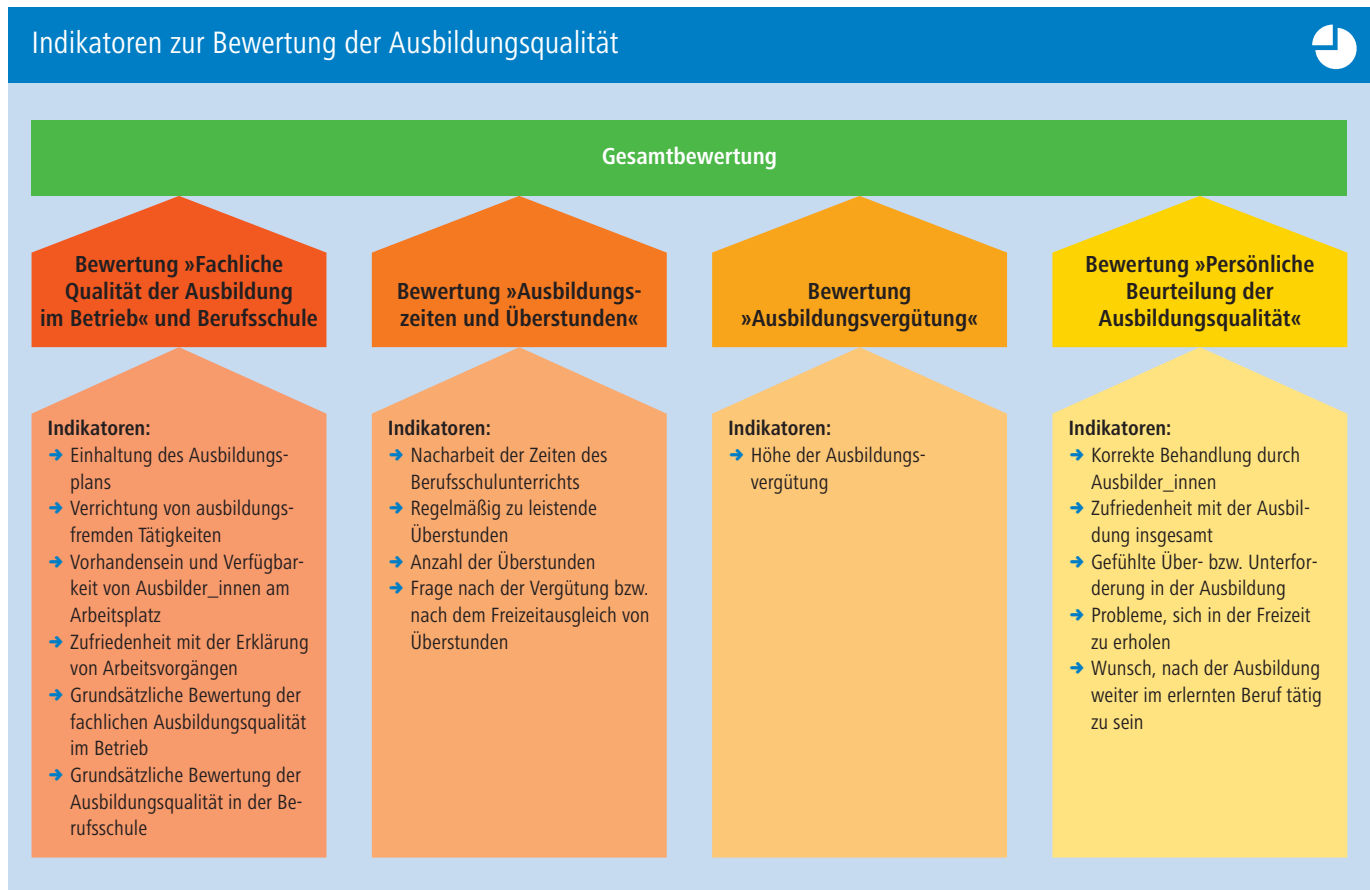 Indikatoren zur Bewertung der Ausbildungsqualität
Gesamtbewertung
Bewertung »Fachliche
Qualität der Ausbildung
im Betrieb« und Berufsschule
Indikatoren:
Einhaltung des Ausbildungs-
plans
Verrichtung von ausbildungs-
fremden Tätigkeiten
Vorhandensein und Verfügbar-
keit von Ausbilder_innen am
Arbeitsplatz
Zufriedenheit mit der Erklärung
von Arbeitsvorgängen
Grundsätzliche Bewertung der
fachlichen Ausbildungsqualität
im Betrieb
Grundsätzliche Bewertung der
Ausbildungsqualität in der Be-
rufsschule
Bewertung »Ausbildungs-
zeiten und Überstunden«
Indikatoren:
Nacharbeit der Zeiten des
Berufsschulunterrichts
Regelmäßig zu leistende
Überstunden
Anzahl der Überstunden
Frage nach der Vergütung bzw.
nach dem Freizeitausgleich von
Überstunden
Bewertung
»Ausbildungsvergütung«
Indikatoren:
Höhe der Ausbildungs-
vergütung
Bewertung »Persönliche
Beurteilung der
Ausbildungsqualität«
Indikatoren:
Korrekte Behandlung durch
Ausbilder_innen
Zufriedenheit mit der Ausbil-
dung insgesamt
Gefühlte Über- bzw. Unterfor-
derung in der Ausbildung
Probleme, sich in der Freizeit
zu erholen
Wunsch, nach der Ausbildung
weiter im erlernten Beruf tätig
zu sein